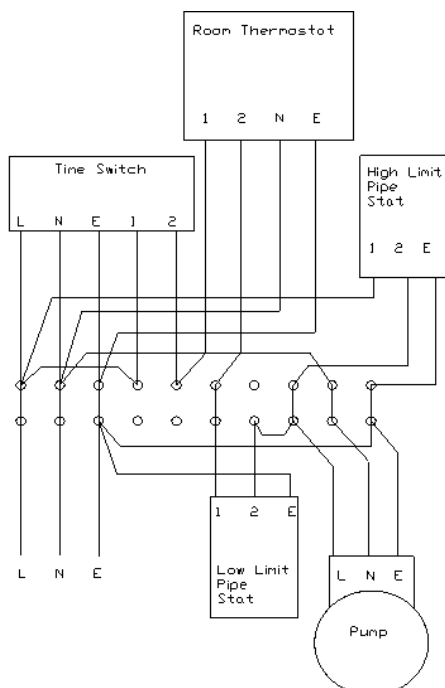 Room Thermostat
1 2 N E
Time Switch
L N E 1 2
High Limit
Pipe
Stat
1 2 E
1 2 E
Low Limit
Pipe
Stat
L N E
L N E
Pump